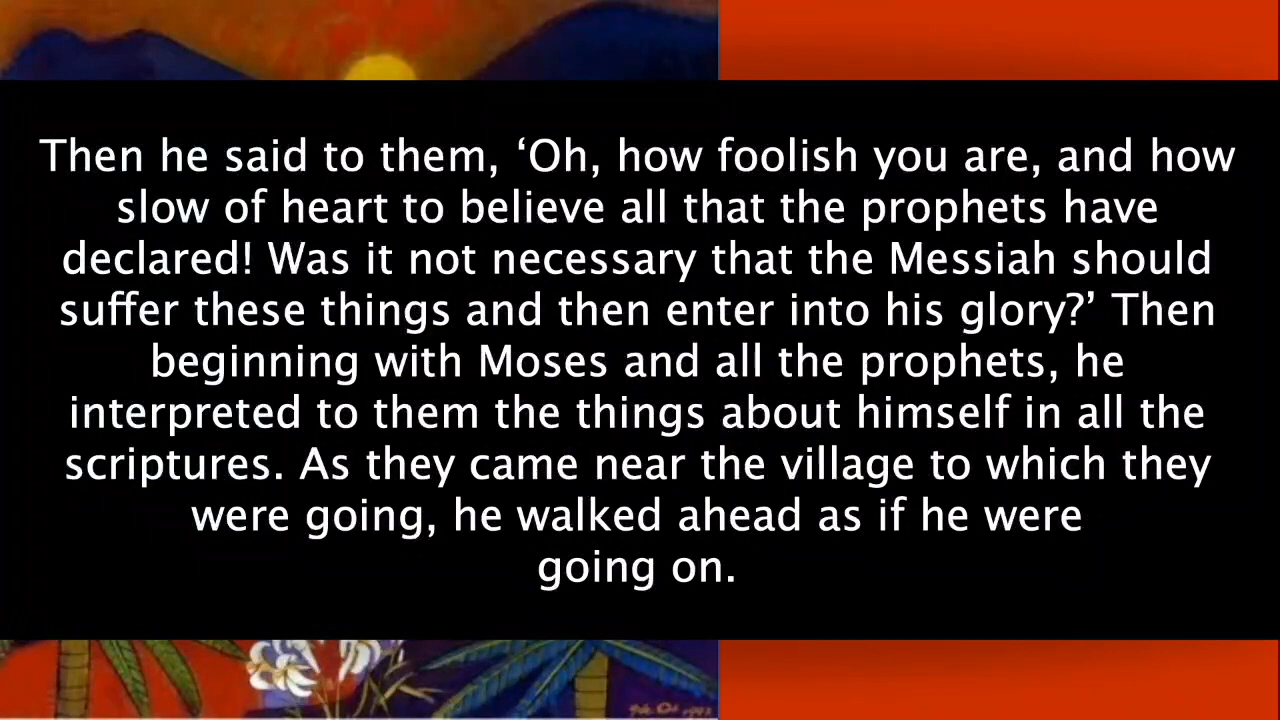 Then he said to them, ‘Oh, how foolish you are, and how
slow of heart to believe all that the prophets have
declared! Was it not necessary that the Messiah should
suffer these things and then enter into his glory?’ Then
beginning with Moses and all the prophets, he
interpreted to them the things about himself in all the
scriptures. As they came near the village to which they
were going, he walked ahead as if he were
going on.